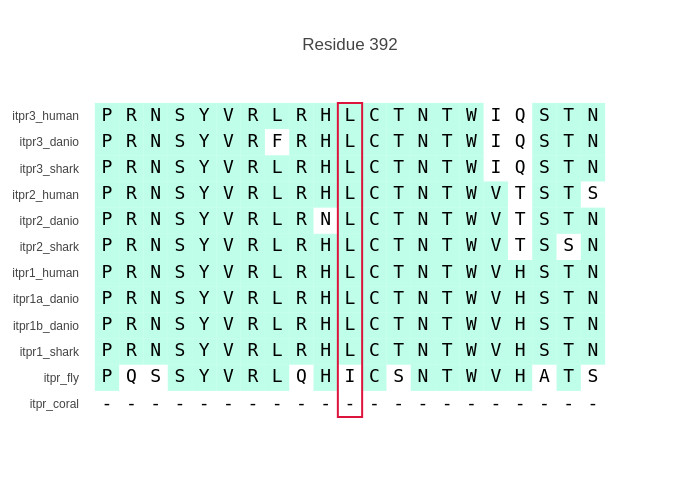 Residue 392
itpr3_human P R N S Y V R L R H L C T N T W I Q S T N
itpr3_danio P R N S Y V R F R H L C T N T W I Q S T N
itpr3_shark P R N S Y V R L R H L C T N T W I Q S T N
itpr2_human P R N S Y V R L R H L C T N T W V T S T S
itpr2_danio P R N S Y V R L R N L C T N T W V T S T N
itpr2_shark P R N S Y V R L R H L C T N T W V T S S N
itpr1_human P R N S Y V R L R H L C T N T W V H S T N
itpr1a_danio P R N S Y V R L R H L C T N T W V H S T N
itpr1b_danio P R N S Y V R L R H L C T N T W V H S T N
itpr1_shark P R N S Y V R L R H L C T N T W V H S T N
itpr_fly P Q S S Y V R L Q H I C S N T W V H A T S
itpr_coral - - - - - - - - - - - - - - - - - - - - -